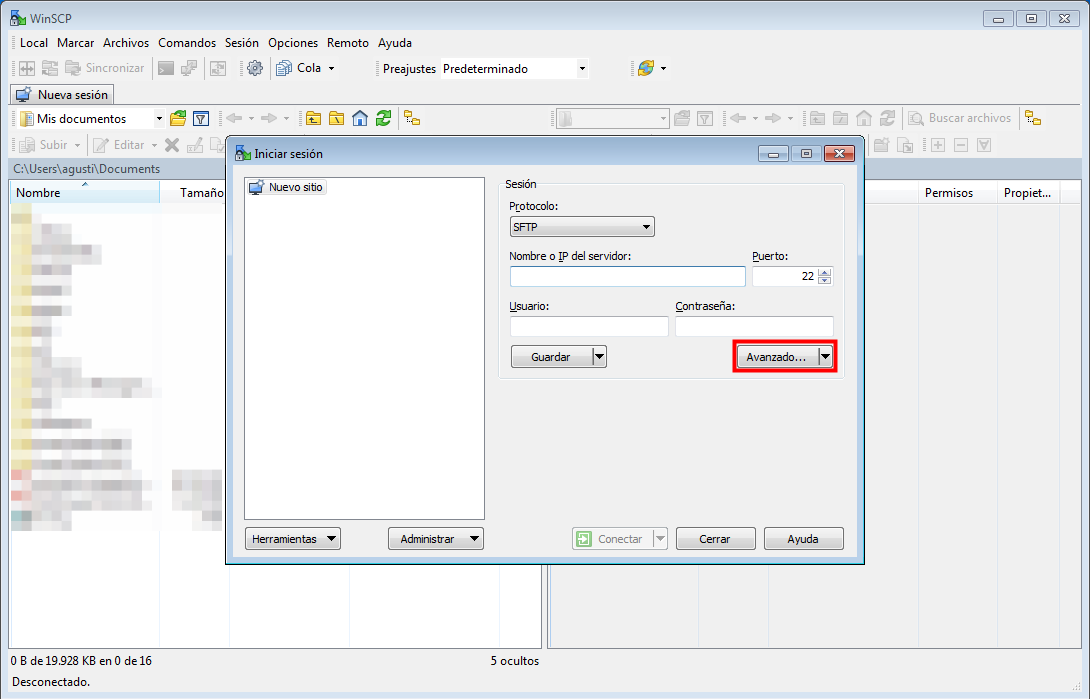 WinSCP
Local Marcar Archivos Comandos Sesión Opciones Remoto Ayuda
Sincronizar Cola Preajustes Predeterminado
Nueva sesión
Mis documentos Buscar archivos
Subir Editar
C:\Users\agusti\Documents
Nombre Tamaño Permisos Propiet...
Iniciar sesión
Nuevo sitio
Sesión
Protocolo:
SFTP
Nombre o IP del servidor: Puerto:
22
Usuario: Contraseña:
Guardar Avanzado...
Herramientas Administrar Conectar Cerrar Ayuda
0 B de 19.928 KB en 0 de 16 5 ocultos
Desconectado.